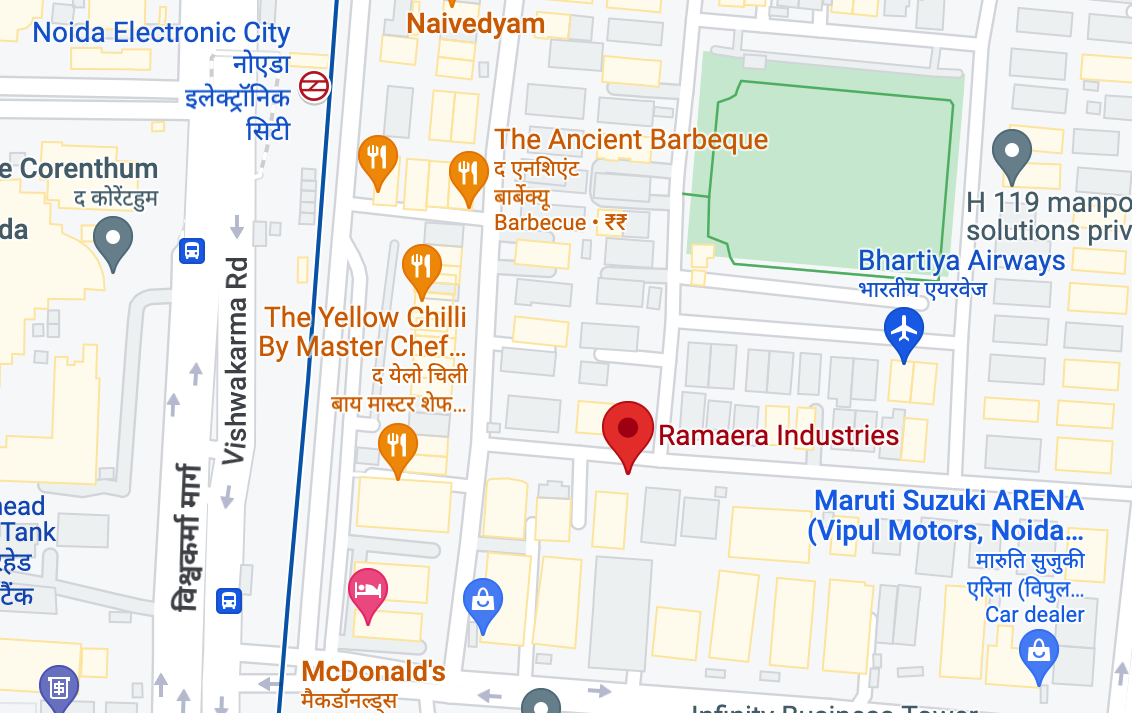 Naivedyam
Noida Electronic City
नोएडा
इलेक्ट्रॉनिक
सिटी
The Ancient Barbeque
द एनशिएंट
बार्बेक्यू
Barbecue • ₹₹
e Corenthum
द कोरेंटहुम
da
H 119 manpo
solutions priv
Bhartiya Airways
भारतीय एयरवेज
Vishwakarma Rd
The Yellow Chilli
By Master Chef...
द येलो चिली
बाय मास्टर शेफ...
Ramaera Industries
विश्वकर्मा मार्ग
Maruti Suzuki ARENA
(Vipul Motors, Noida...
मारुति सुजुकी
एरिना (विपुल...
Car dealer
head
Tank
रहेड
टैंक
McDonald's
मैकडॉनल्ड्स
Infinity Business Tower